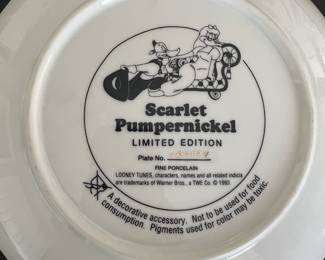 Scarlet
Pumpernickel
LIMITED EDITION
Plate No.
FINE PORCELAIN
LOONEY TUNES, characters, names and all related indicia
are trademarks of Warner Bros., a TWE Co. © 1993.
A decorative accessory. Not to be used for food
consumption. Pigments used for color may be toxic.